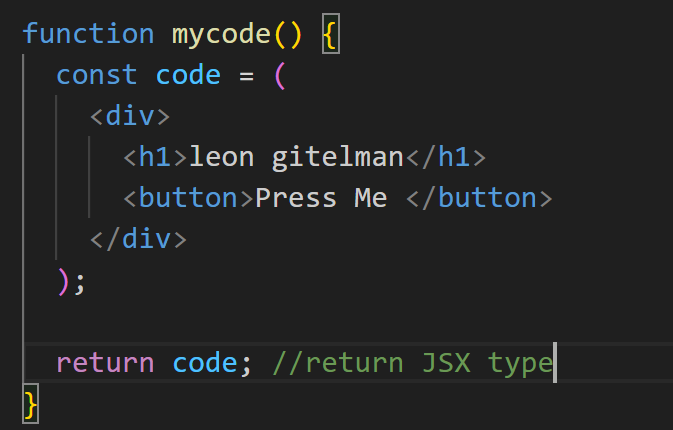 function mycode() {
  const code = (
    <div>
      <h1>leon gitelman</h1>
      <button>Press Me </button>
    </div>
  );

  return code; //return JSX type
}